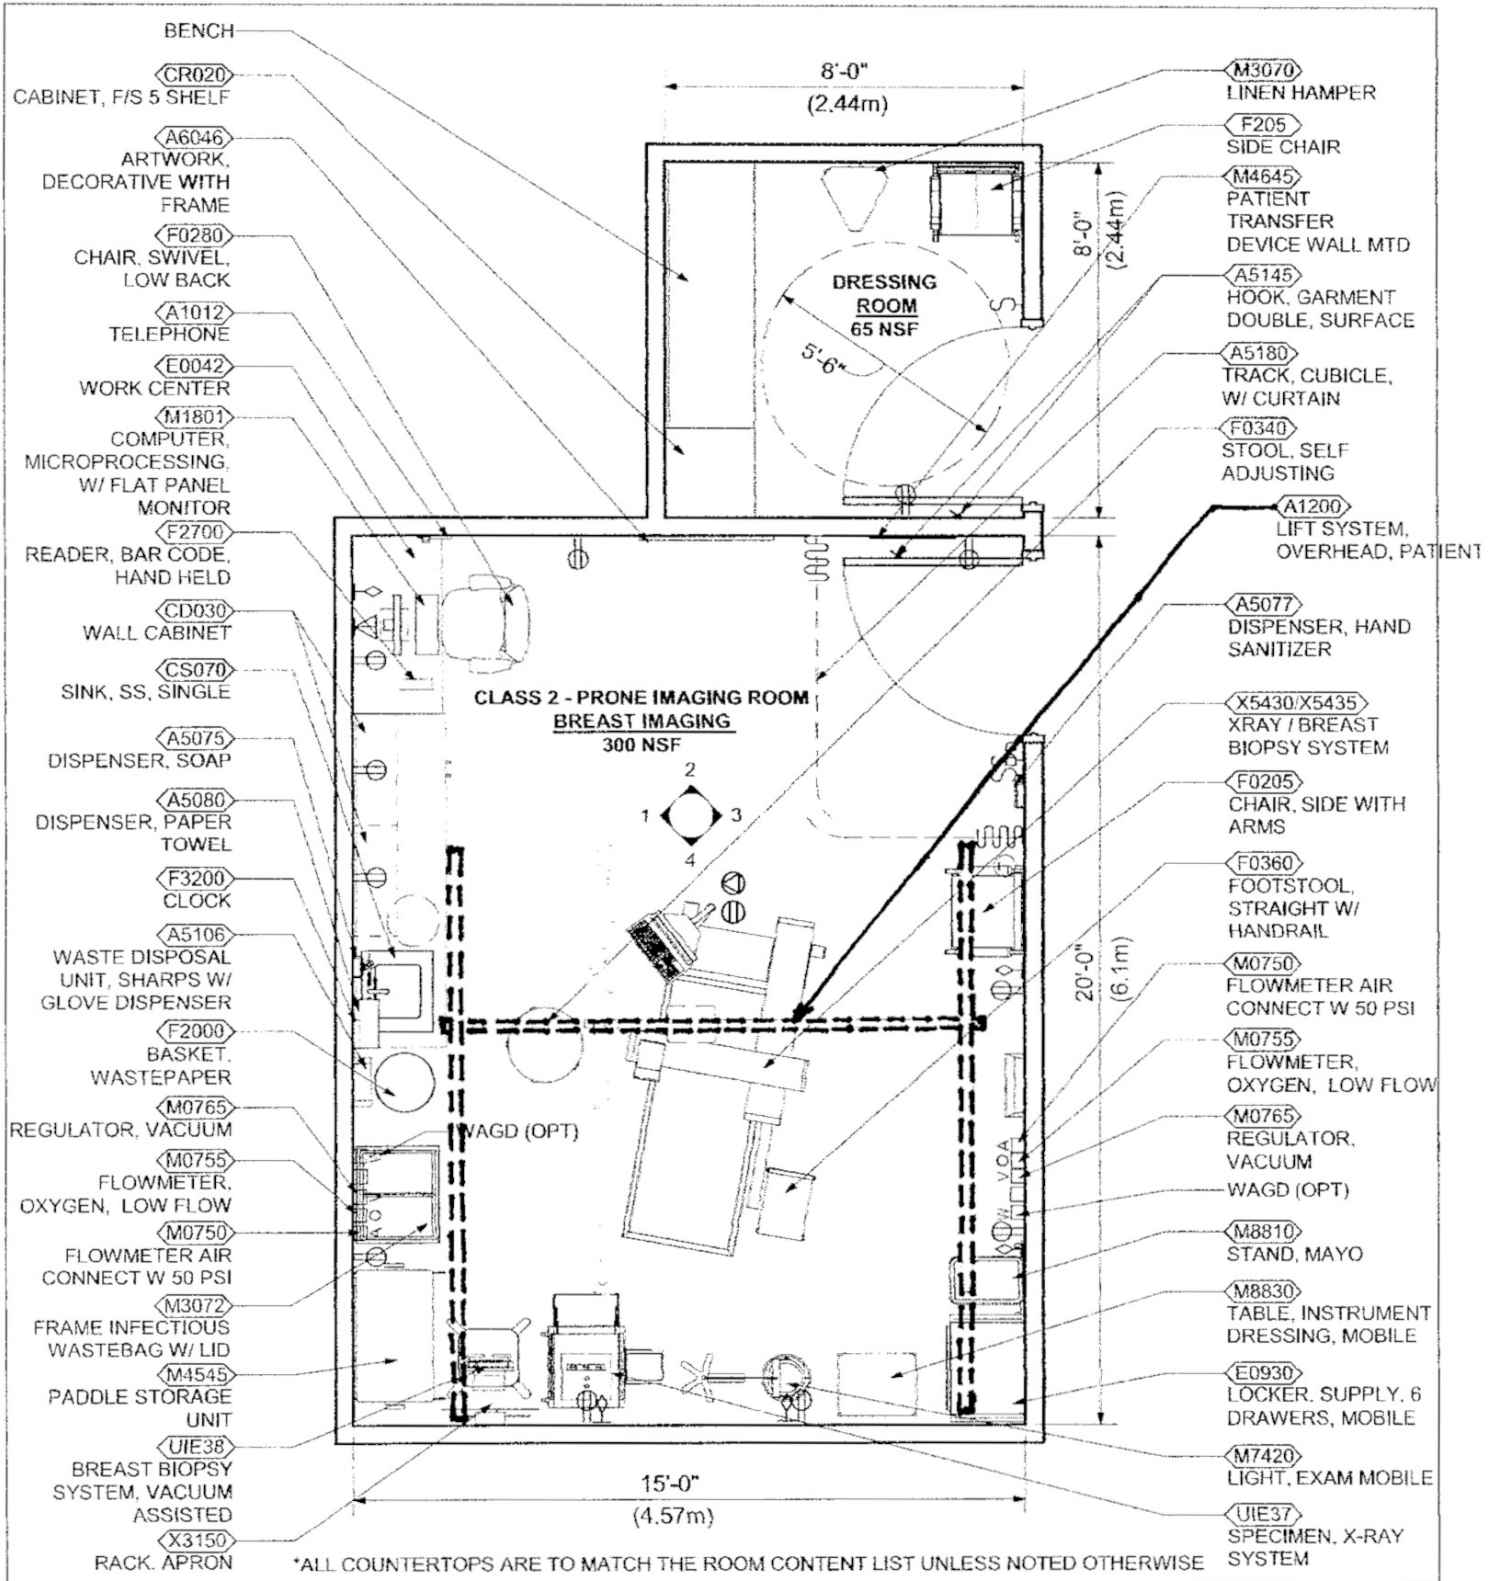 BENCH
CR020
CABINET, F/S 5 SHELF
A6046
ARTWORK,
DECORATIVE WITH
FRAME
F0280
CHAIR, SWIVEL,
LOW BACK
A1012
TELEPHONE
E0042
WORK CENTER
M1801
COMPUTER,
MICROPROCESSING,
W/ FLAT PANEL
MONITOR
F2700
READER, BAR CODE,
HAND HELD
CD030
WALL CABINET
CS070
SINK, SS, SINGLE
A5075
DISPENSER, SOAP
A5080
DISPENSER, PAPER
TOWEL
F3200
CLOCK
A5106
WASTE DISPOSAL
UNIT, SHARPS W/
GLOVE DISPENSER
F2000
BASKET,
WASTEPAPER
M0765
REGULATOR, VACUUM
M0755
FLOWMETER,
OXYGEN, LOW FLOW
M0750
FLOWMETER AIR
CONNECT W 50 PSI
M3072
FRAME INFECTIOUS
WASTEBAG W/ LID
M4545
PADDLE STORAGE
UNIT
UIE38
BREAST BIOPSY
SYSTEM, VACUUM
ASSISTED
X3150
RACK. APRON
8'-0"
(2.44m)
8'-0"
(2.44m)
DRESSING
ROOM
65 NSF
5'-6"
CLASS 2 - PRONE IMAGING ROOM
BREAST IMAGING
300 NSF
2
1
3
4
WAGD (OPT)
A O V
V O A
W
20'-0"
(6.1m)
15'-0"
(4.57m)
*ALL COUNTERTOPS ARE TO MATCH THE ROOM CONTENT LIST UNLESS NOTED OTHERWISE
M3070
LINEN HAMPER
F205
SIDE CHAIR
M4645
PATIENT
TRANSFER
DEVICE WALL MTD
A5145
HOOK, GARMENT
DOUBLE, SURFACE
A5180
TRACK, CUBICLE,
W/ CURTAIN
F0340
STOOL, SELF
ADJUSTING
A1200
LIFT SYSTEM,
OVERHEAD, PATIENT
A5077
DISPENSER, HAND
SANITIZER
X5430/X5435
XRAY / BREAST
BIOPSY SYSTEM
F0205
CHAIR, SIDE WITH
ARMS
F0360
FOOTSTOOL,
STRAIGHT W/
HANDRAIL
M0750
FLOWMETER AIR
CONNECT W 50 PSI
M0755
FLOWMETER,
OXYGEN, LOW FLOW
M0765
REGULATOR,
VACUUM
WAGD (OPT)
M8810
STAND, MAYO
M8830
TABLE, INSTRUMENT
DRESSING, MOBILE
E0930
LOCKER. SUPPLY. 6
DRAWERS, MOBILE
M7420
LIGHT, EXAM MOBILE
UIE37
SPECIMEN, X-RAY
SYSTEM